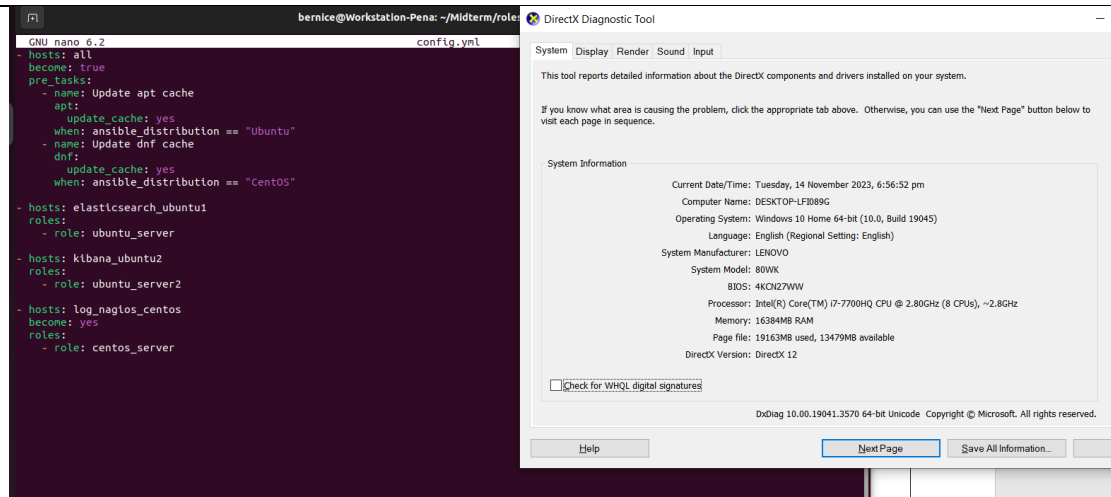 bernice@Workstation-Pena: ~/Midterm/role
GNU nano 6.2 config.yml
- hosts: all
become: true
pre_tasks:
- name: Update apt cache
apt:
update_cache: yes
when: ansible_distribution == "Ubuntu"
- name: Update dnf cache
dnf:
update_cache: yes
when: ansible_distribution == "CentOS"
- hosts: elasticsearch_ubuntu1
roles:
- role: ubuntu_server
- hosts: kibana_ubuntu2
roles:
- role: ubuntu_server2
- hosts: log_nagios_centos
become: yes
roles:
- role: centos_server
DirectX Diagnostic Tool
System Display Render Sound Input
This tool reports detailed information about the DirectX components and drivers installed on your system.
If you know what area is causing the problem, click the appropriate tab above. Otherwise, you can use the "Next Page" button below to
visit each page in sequence.
System Information
Current Date/Time: Tuesday, 14 November 2023, 6:56:52 pm
Computer Name: DESKTOP-LFI089G
Operating System: Windows 10 Home 64-bit (10.0, Build 19045)
Language: English (Regional Setting: English)
System Manufacturer: LENOVO
System Model: 80WK
BIOS: 4KCN27WW
Processor: Intel(R) Core(TM) i7-7700HQ CPU @ 2.80GHz (8 CPUs), ~2.8GHz
Memory: 16384MB RAM
Page file: 19163MB used, 13479MB available
DirectX Version: DirectX 12
Check for WHQL digital signatures
DxDiag 10.00.19041.3570 64-bit Unicode Copyright © Microsoft. All rights reserved.
Help Next Page Save All Information...